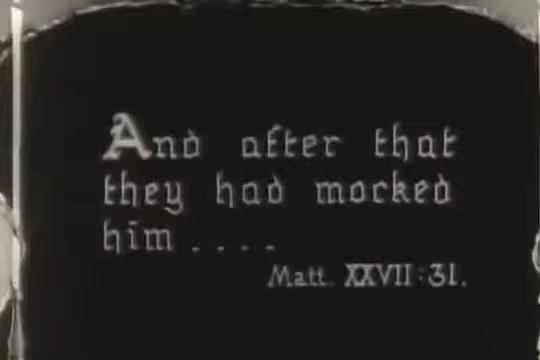 And after that
they had mocked
him ....
Matt. XXVII:31.